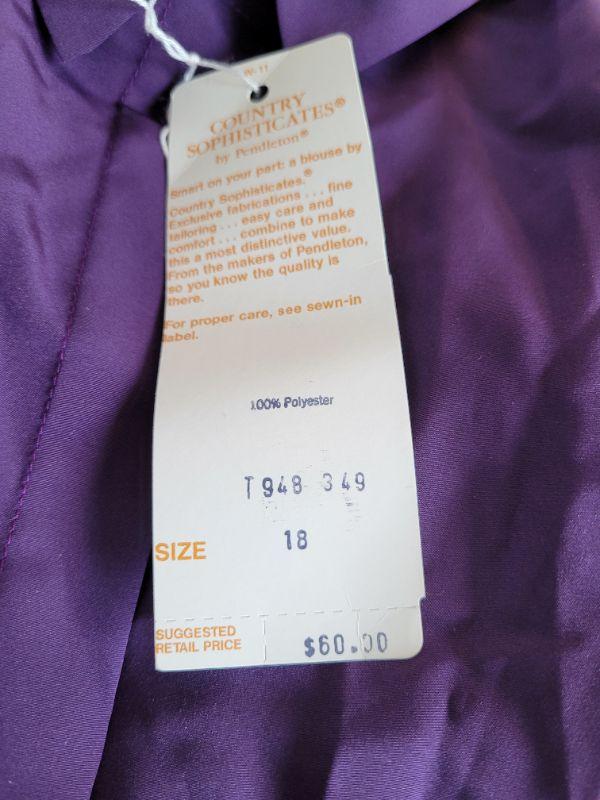 W-11
COUNTRY
SOPHISTICATES®
by Pendleton®
Smart on your part: a blouse by
Country Sophisticates.®
Exclusive fabrications . . . fine
tailoring . . . easy care and
comfort . . . combine to make
this a most distinctive value.
From the makers of Pendleton,
so you know the quality is
there.
For proper care, see sewn-in
label.
100% Polyester
T 948 349
SIZE 18
SUGGESTED
RETAIL PRICE $60.00